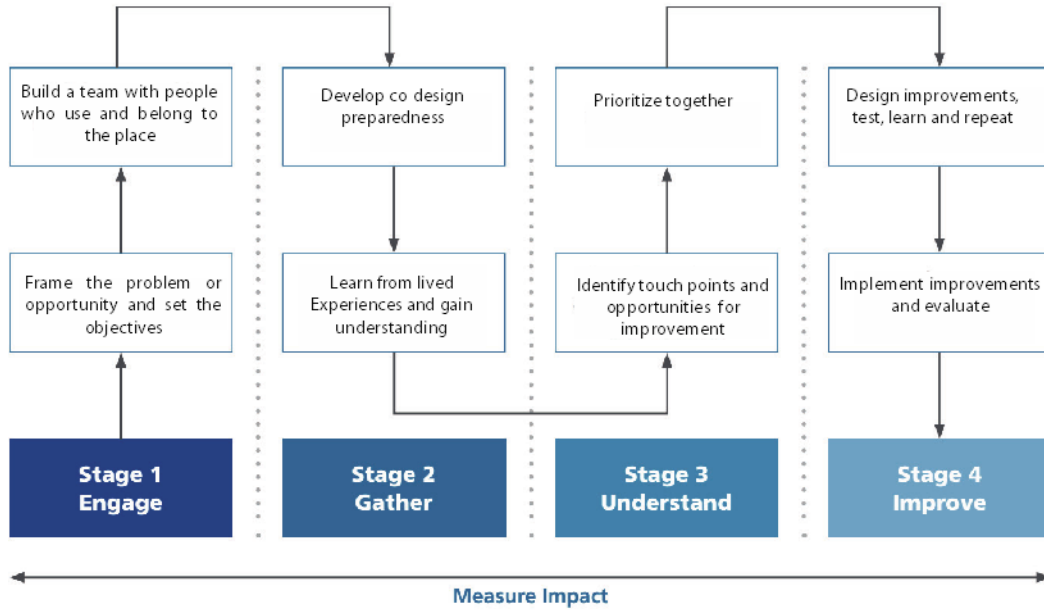 Build a team with people
who use and belong to
the place
Frame the problem or
opportunity and set the
objectives
Stage 1
Engage
Develop co design
preparedness
Learn from lived
Experiences and gain
understanding
Stage 2
Gather
Prioritize together
Identify touch points and
opportunities for
improvement
Stage 3
Understand
Design improvements,
test, learn and repeat
Implement improvements
and evaluate
Stage 4
Improve
Measure Impact